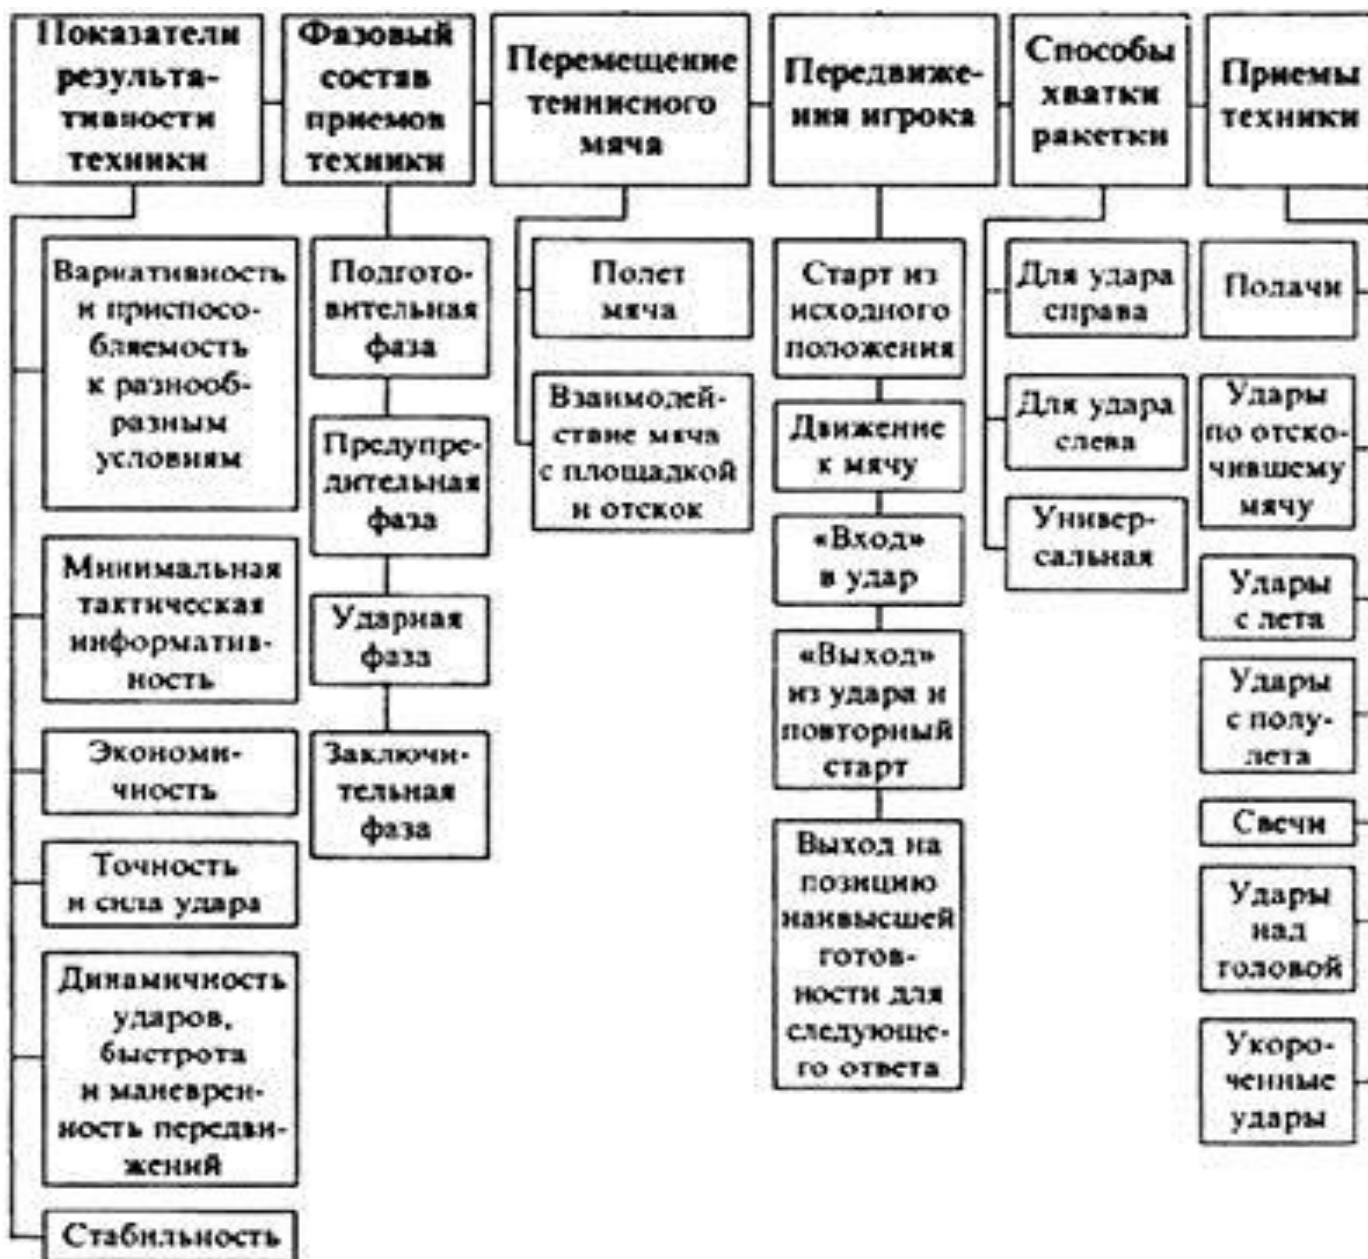 Показатели
результа-
тивности
техники
Фазовый
состав
приемов
техники
Перемещение
теннисного
мяча
Передвиже-
ния игрока
Способы
хватки
ракетки
Приемы
техники
Вариативность
и приспосо-
бляемость
к разнооб-
разным
условиям
Минимальная
тактическая
информатив-
ность
Экономи-
чность
Точность
и сила удара
Динамичность
ударов,
быстрота
и маневрен-
ность передви-
жений
Стабильность
Подгото-
вительная
фаза
Предупре-
дительная
фаза
Ударная
фаза
Заключи-
тельная
фаза
Полет
мяча
Взаимодей-
ствие мяча
с площадкой
и отскок
Старт из
исходного
положения
Движение
к мячу
«Вход»
в удар
«Выход»
из удара и
повторный
старт
Выход на
позицию
наивысшей
готов-
ности для
следующе-
го ответа
Для удара
справа
Для удара
слева
Универ-
сальная
Подачи
Удары
по отско-
чившему
мячу
Удары
с лета
Удары
с полу-
лета
Свечи
Удары
над
головой
Укоро-
ченные
удары